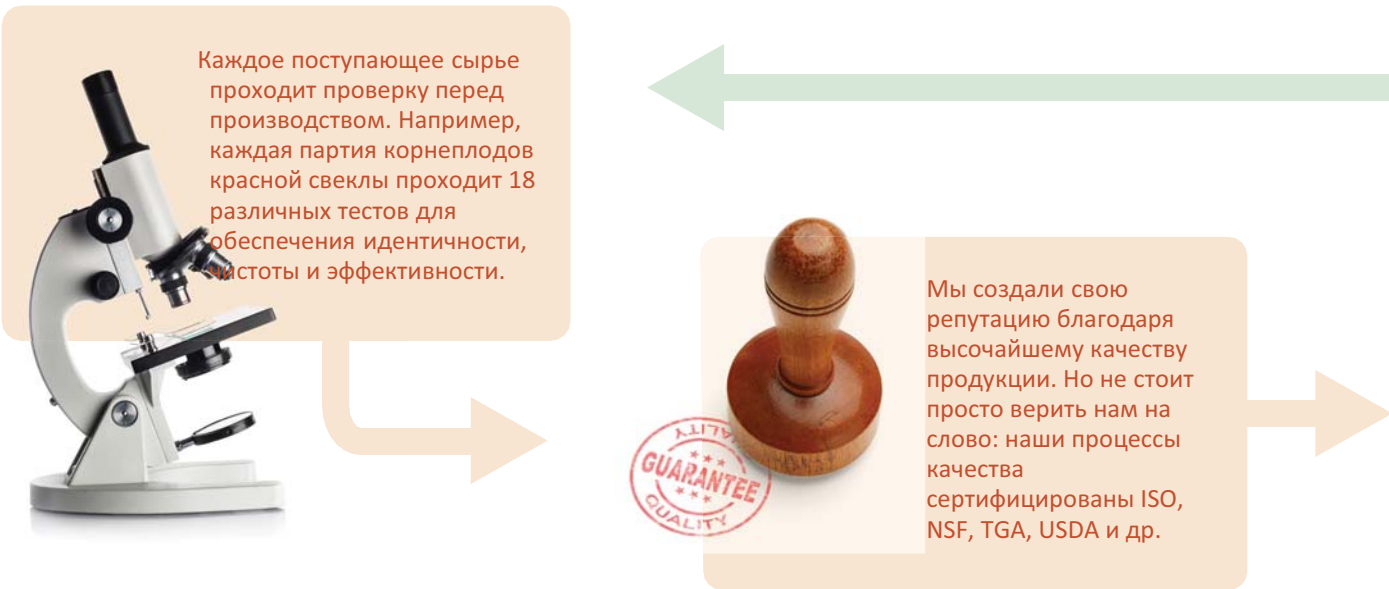 Каждое поступающее сырье
проходит проверку перед
производством. Например,
каждая партия корнеплодов
красной свеклы проходит 18
различных тестов для
обеспечения идентичности,
чистоты и эффективности.
Мы создали свою
репутацию благодаря
высочайшему качеству
продукции. Но не стоит
просто верить нам на
слово: наши процессы
качества
сертифицированы ISO,
NSF, TGA, USDA и др.
QUALITY
GUARANTEE
QUALITY